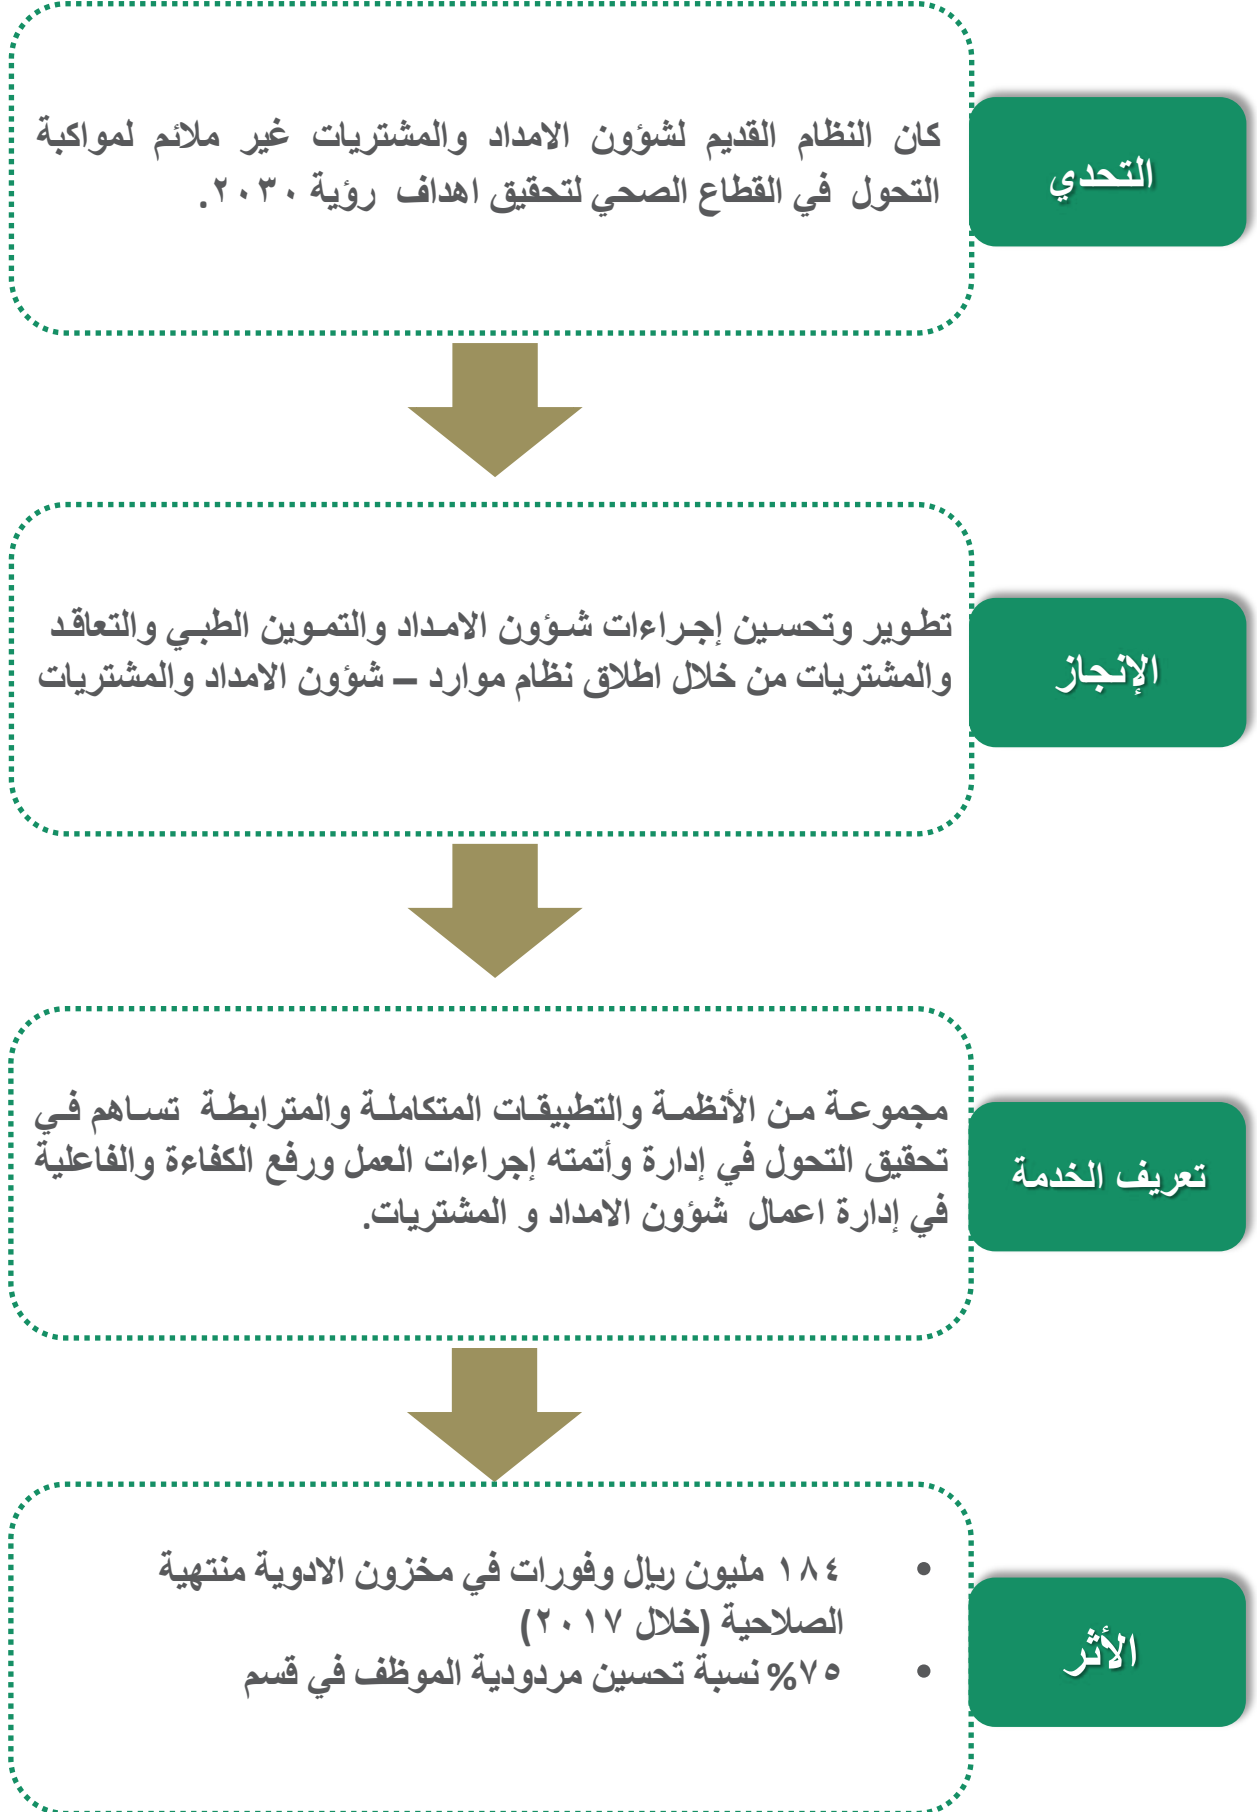 التحدي
كان النظام القديم لشؤون الامداد والمشتريات غير ملائم لمواكبة
التحول في القطاع الصحي لتحقيق اهداف رؤية ٢٠٣٠.
الإنجاز
تطوير وتحسين إجراءات شؤون الامداد والتموين الطبي والتعاقد
والمشتريات من خلال اطلاق نظام موارد – شؤون الامداد والمشتريات
تعريف الخدمة
مجموعة من الأنظمة والتطبيقات المتكاملة والمترابطة تساهم في
تحقيق التحول في إدارة وأتمته إجراءات العمل ورفع الكفاءة والفاعلية
في إدارة اعمال شؤون الامداد و المشتريات.
الأثر
• ١٨٤ مليون ريال وفورات في مخزون الادوية منتهية
الصلاحية (خلال ٢٠١٧)
• ٧٥% نسبة تحسين مردودية الموظف في قسم